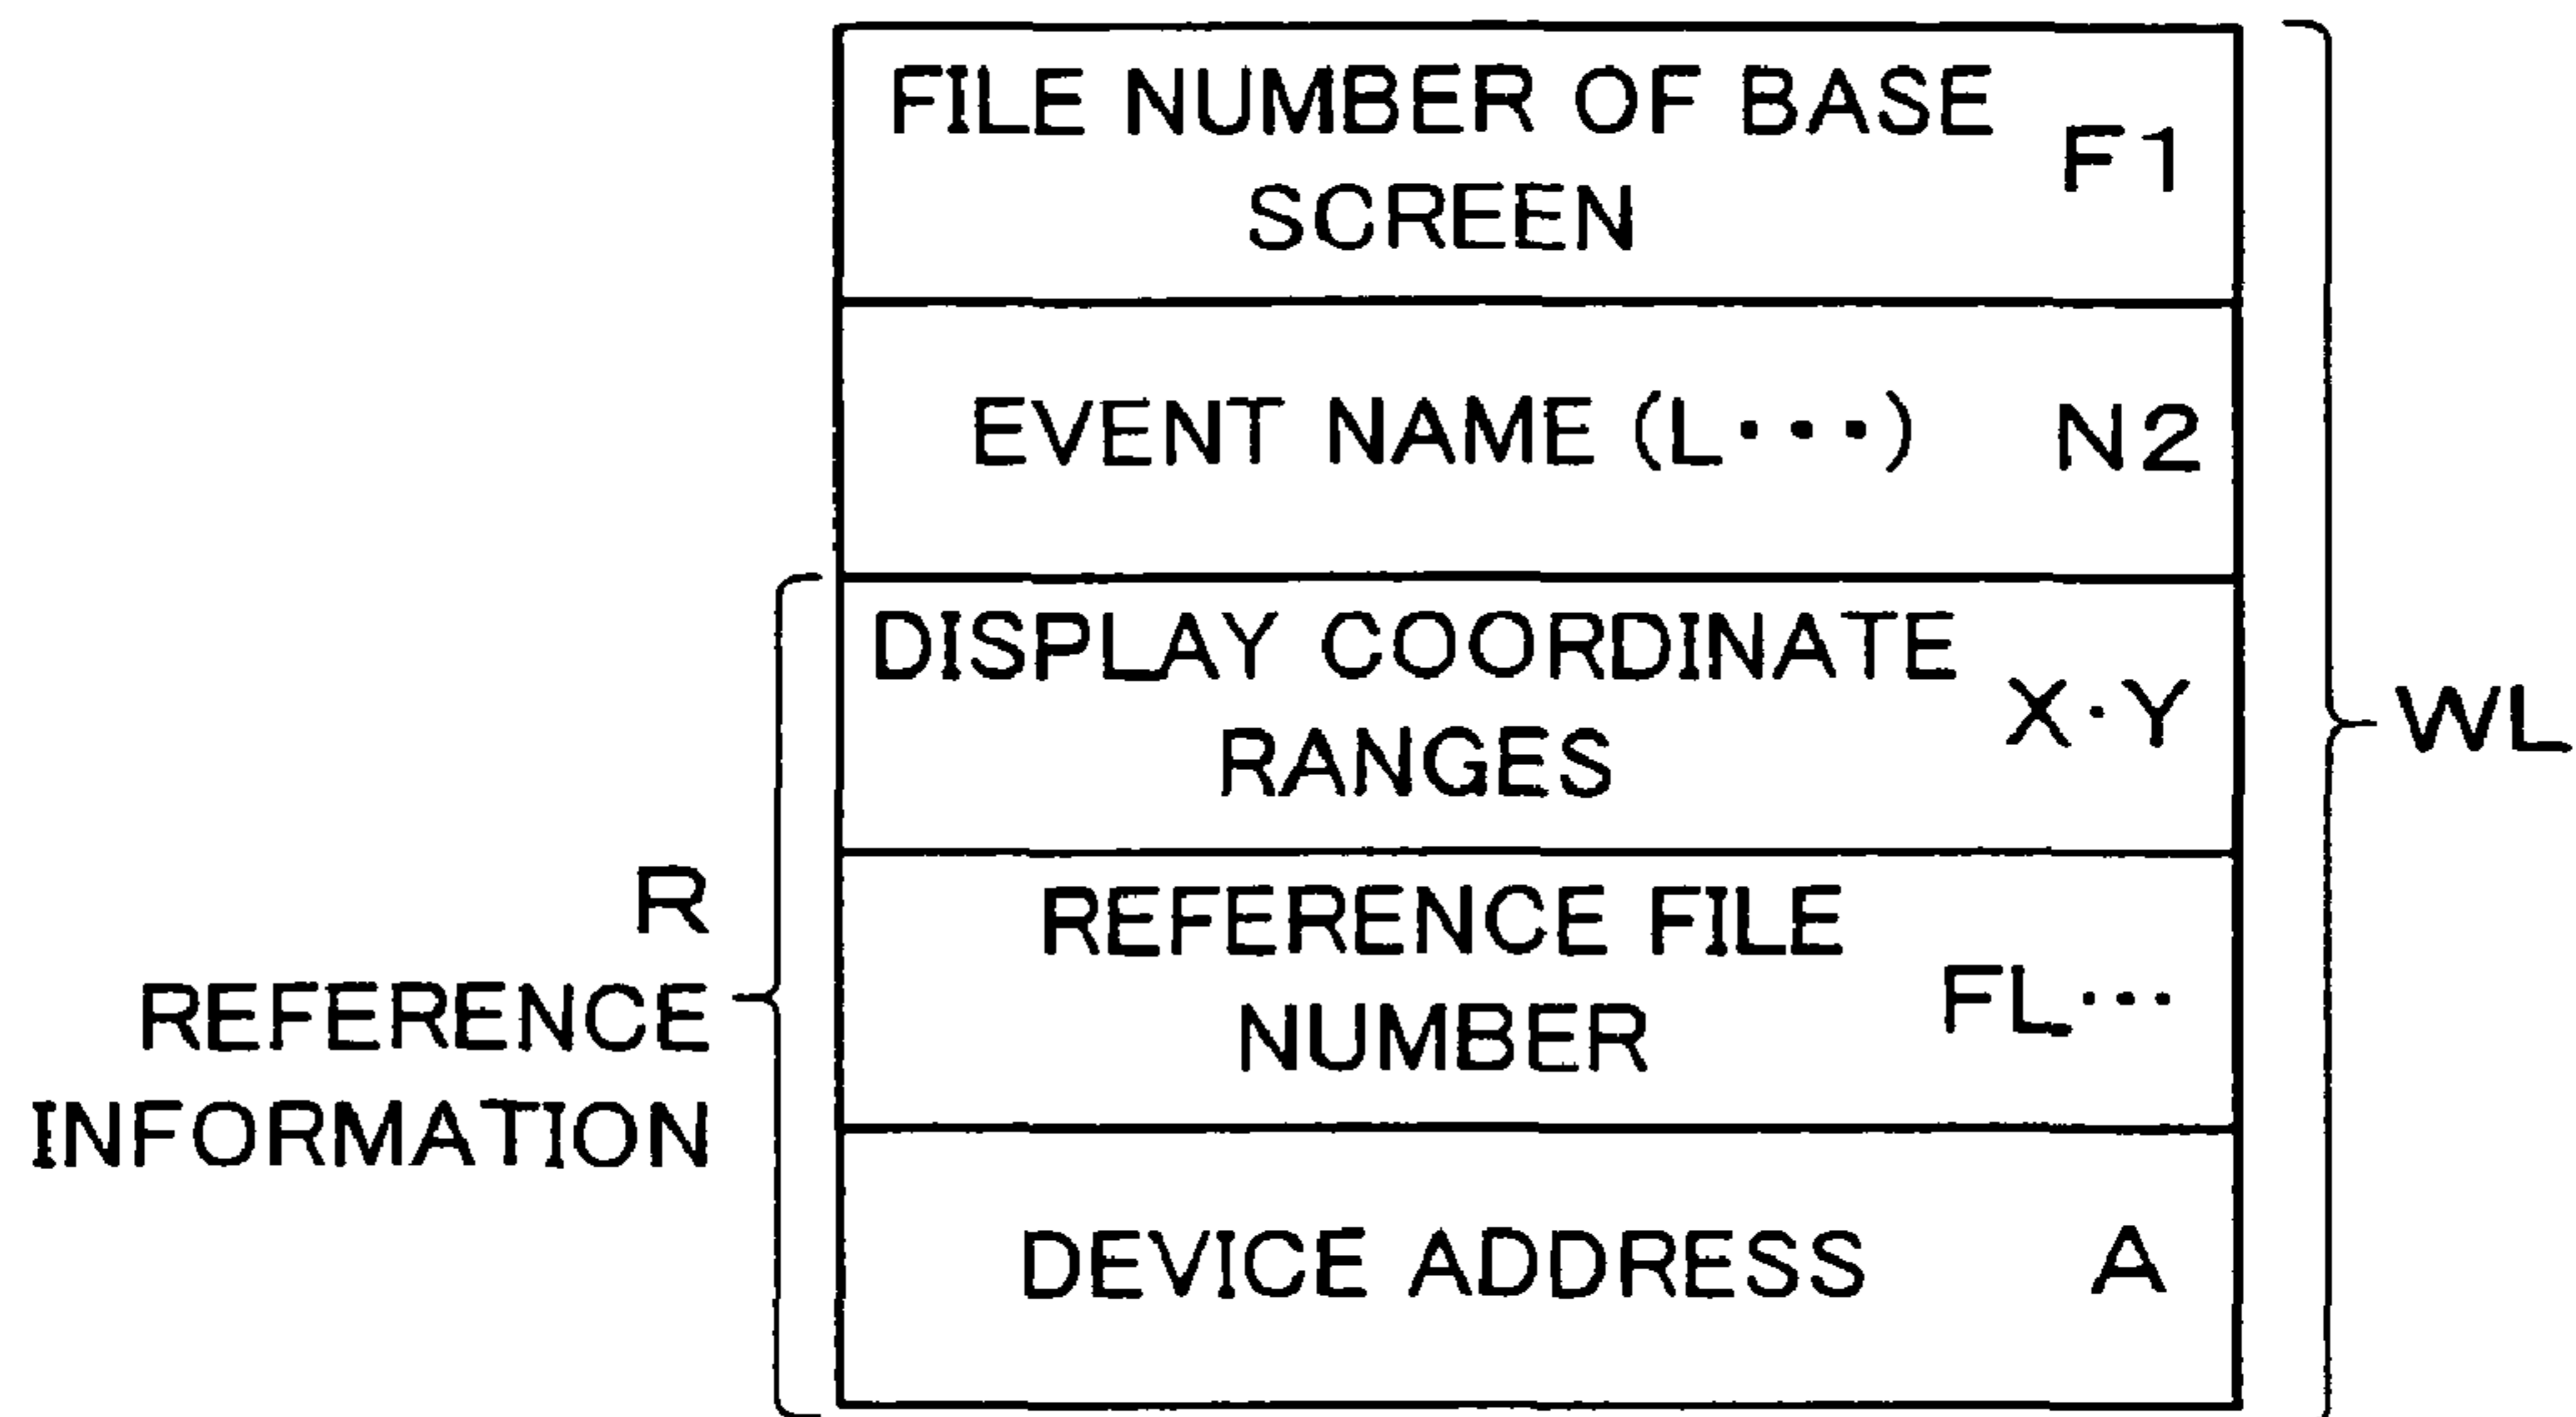 FILE NUMBER OF BASE
SCREEN
F1
EVENT NAME (L···) N2
DISPLAY COORDINATE
RANGES
X·Y
REFERENCE FILE
NUMBER
FL···
DEVICE ADDRESS A
R
REFERENCE
INFORMATION
WL